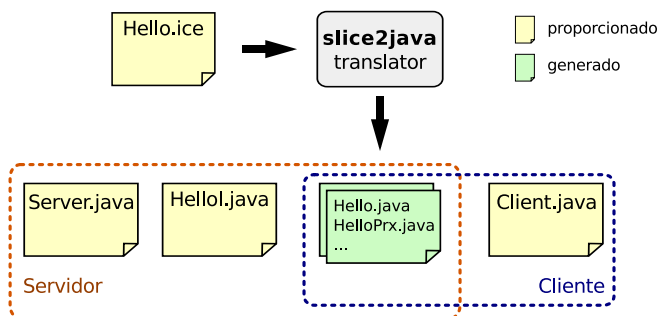 Hello.ice
slice2java
translator
proporcionado
generado
Server.java
HelloI.java
Hello.java
HelloPrx.java
...
Client.java
Servidor
Cliente